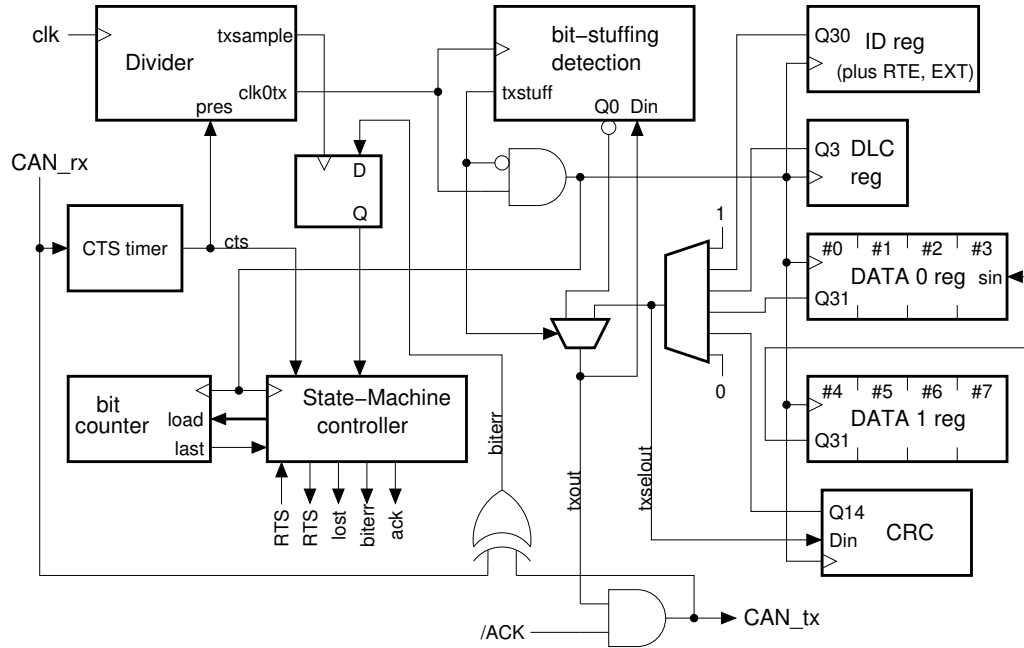 clk
txsample
Divider
clk0tx
pres
bit−stuffing
detection
txstuff
Q0
Din
Q30
ID reg
(plus RTE, EXT)
CAN_rx
D
Q
Q3
DLC
reg
CTS timer
cts
1
#0
#1
#2
#3
DATA 0 reg
sin
Q31
bit
counter
load
last
State−Machine
controller
0
#4
#5
#6
#7
DATA 1 reg
Q31
biterr
txout
txselout
RTS
RTS
lost
biterr
ack
Q14
Din
CRC
/ACK
CAN_tx